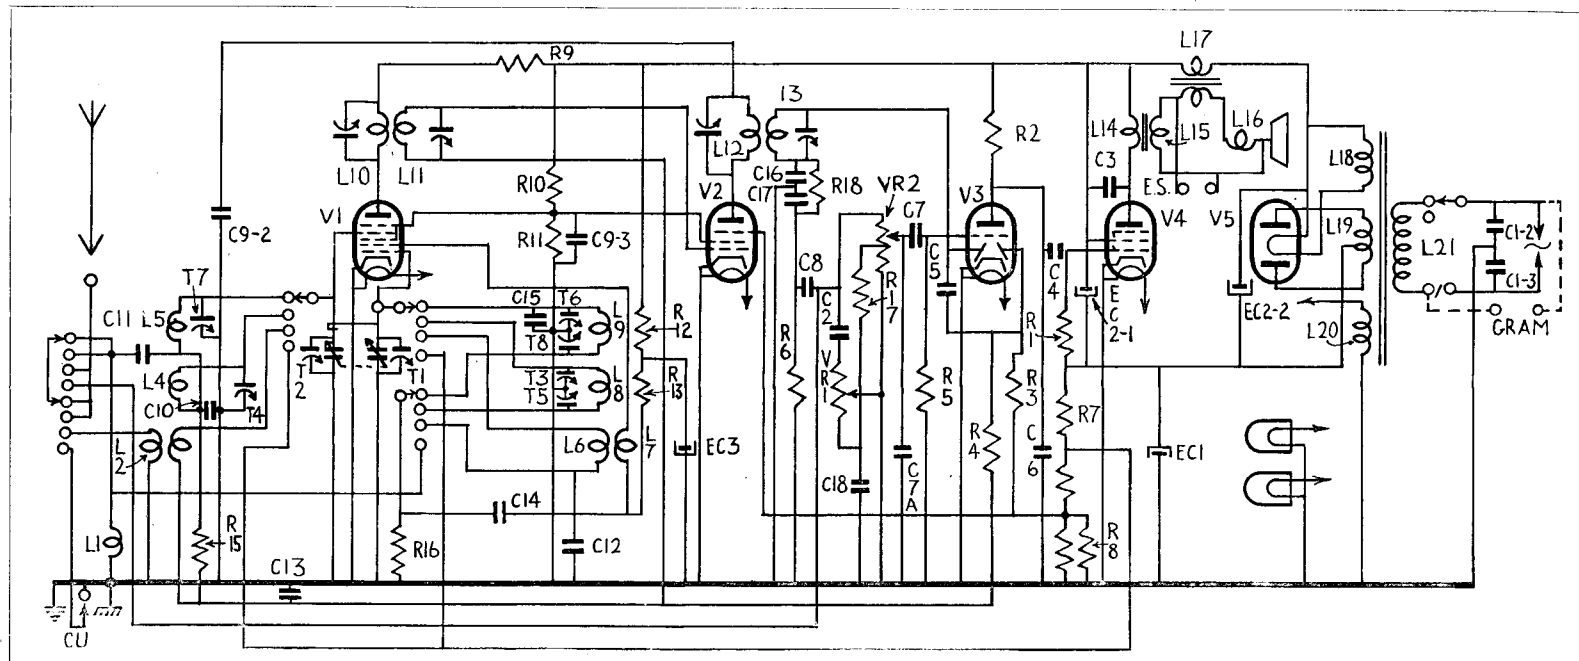 R9
L17
I3
L10
L11
L12
C16
C17
R18
VR2
R2
L14
L15
L16
C3
E.S.
L18
V1
R10
V2
C7
V3
V4
V5
L19
C9-2
R11
C9-3
C5
C4
L21
C1-2
C1-3
T7
C11
L5
C15
T6
L9
T8
R12
C8
C2
R17
R1
EC2-1
EC2-2
L20
GRAM
L4
C10
T4
T2
T1
T3
T5
L8
R13
R6
VR1
R5
R3
R7
L2
L6
L7
EC3
C18
C7A
R4
C6
EC1
L1
R15
R16
C14
C12
R8
C13
CU